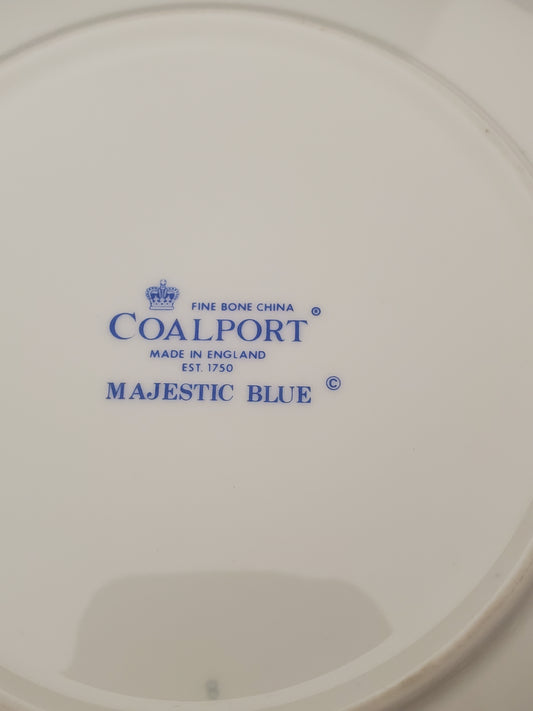 FINE BONE CHINA
COALPORT ®
MADE IN ENGLAND
EST. 1750
MAJESTIC BLUE ©